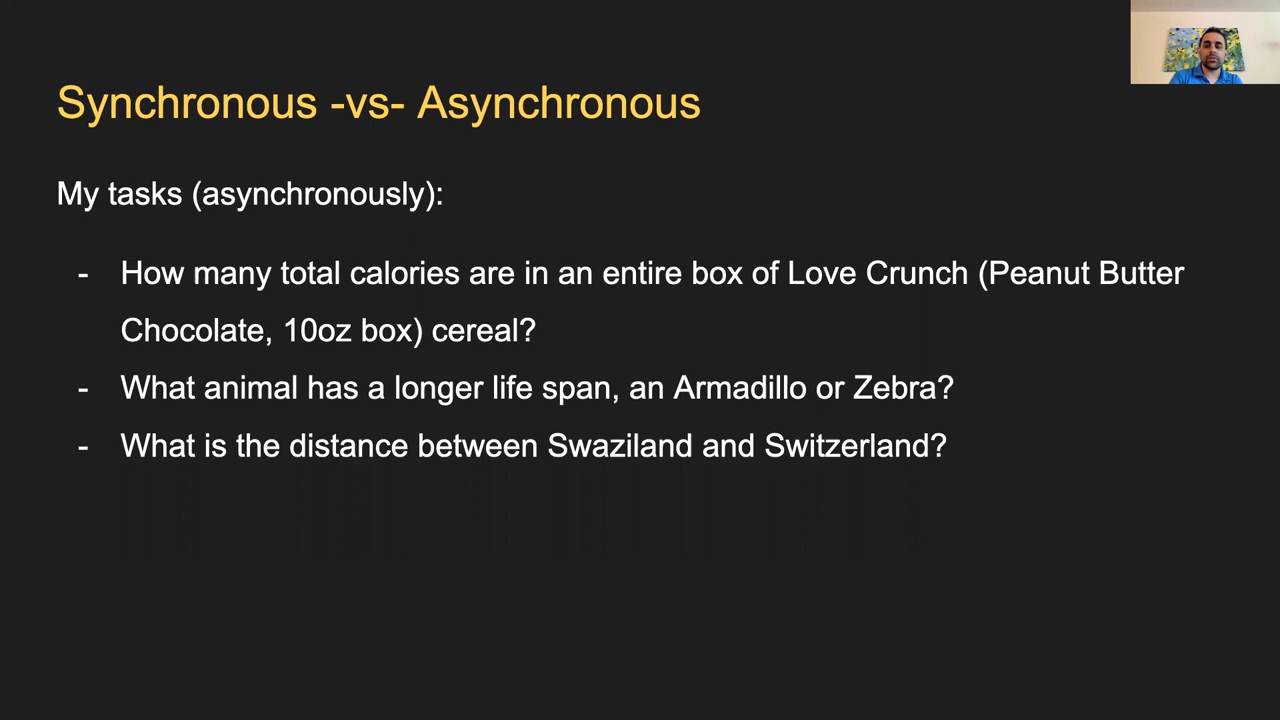 Synchronous -vs- Asynchronous
My tasks (asynchronously):
- How many total calories are in an entire box of Love Crunch (Peanut Butter
Chocolate, 10oz box) cereal?
- What animal has a longer life span, an Armadillo or Zebra?
- What is the distance between Swaziland and Switzerland?